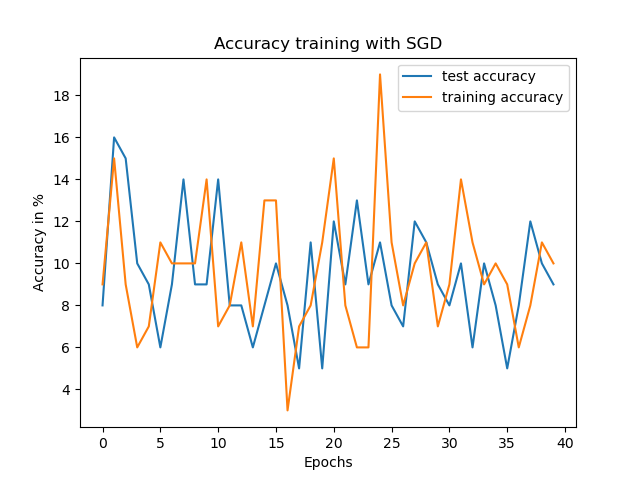 Accuracy training with SGD
test accuracy
training accuracy
18
16
14
12
10
8
6
4
Accuracy in %
0 5 10 15 20 25 30 35 40
Epochs